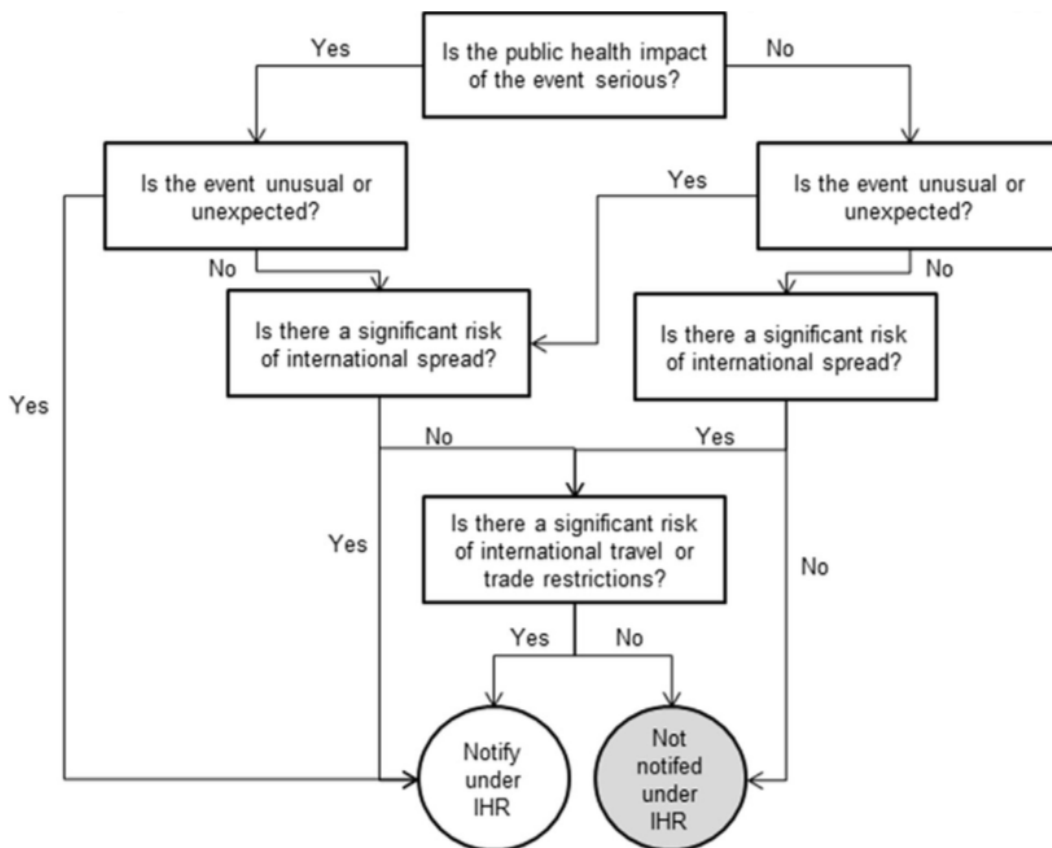 Yes
Is the public health impact
of the event serious?
No
Is the event unusual or
unexpected?
Yes
Is the event unusual or
unexpected?
No
No
Is there a significant risk
of international spread?
Is there a significant risk
of international spread?
Yes
No
Yes
Is there a significant risk
of international travel or
trade restrictions?
Yes
No
Yes
No
Notify
under
IHR
Not
notifed
under
IHR